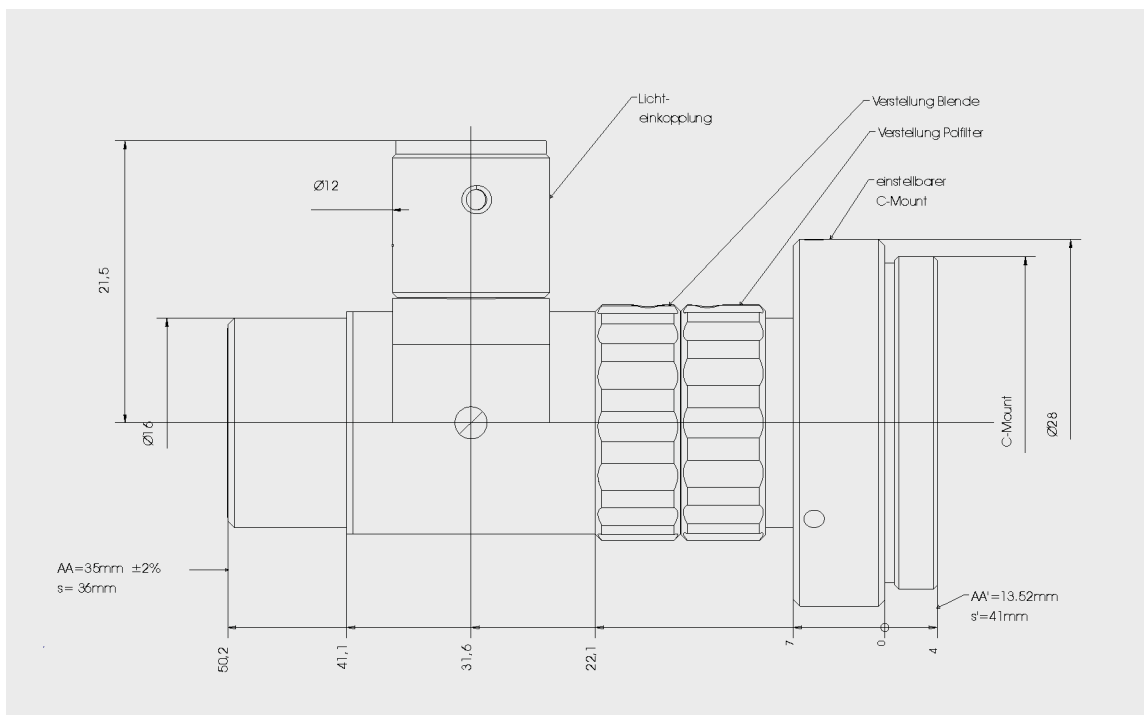 Licht-
einkopplung
Verstellung Blende
Verstellung Polfilter
einstellbarer
C-Mount
Ø12
21,5
Ø16
C-Mount
Ø28
AA=35mm ±2%
s= 36mm
AA'=13.52mm
s'=41mm
50,2
41,1
31,6
22,1
7
0
4